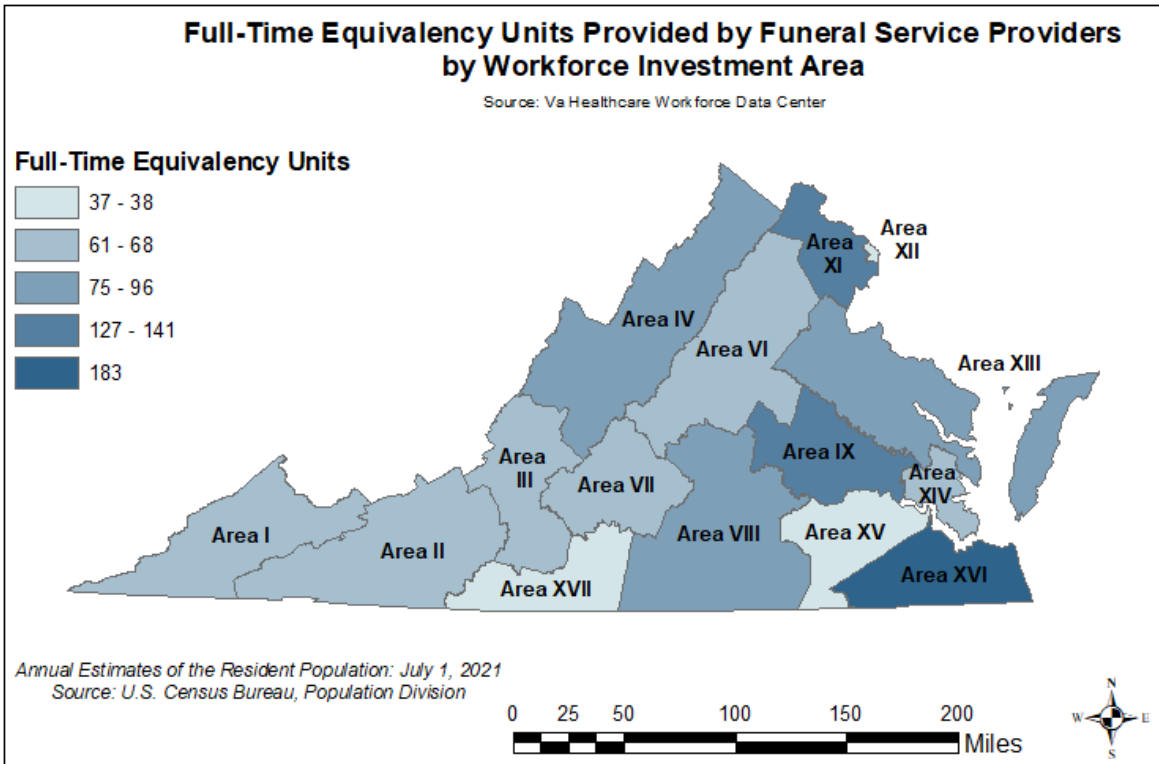 Full-Time Equivalency Units Provided by Funeral Service Providers
by Workforce Investment Area
Source: Va Healthcare Workforce Data Center
Full-Time Equivalency Units
37 - 38
61 - 68
75 - 96
127 - 141
183
Area
XII
Area
XI
Area IV
Area VI
Area XIII
Area IX
Area
III
Area VII
Area
XIV
Area I
Area II
Area VIII
Area XV
Area XVII
Area XVI
Annual Estimates of the Resident Population: July 1, 2021
Source: U.S. Census Bureau, Population Division
0 25 50 100 150 200
Miles
N
W E
S